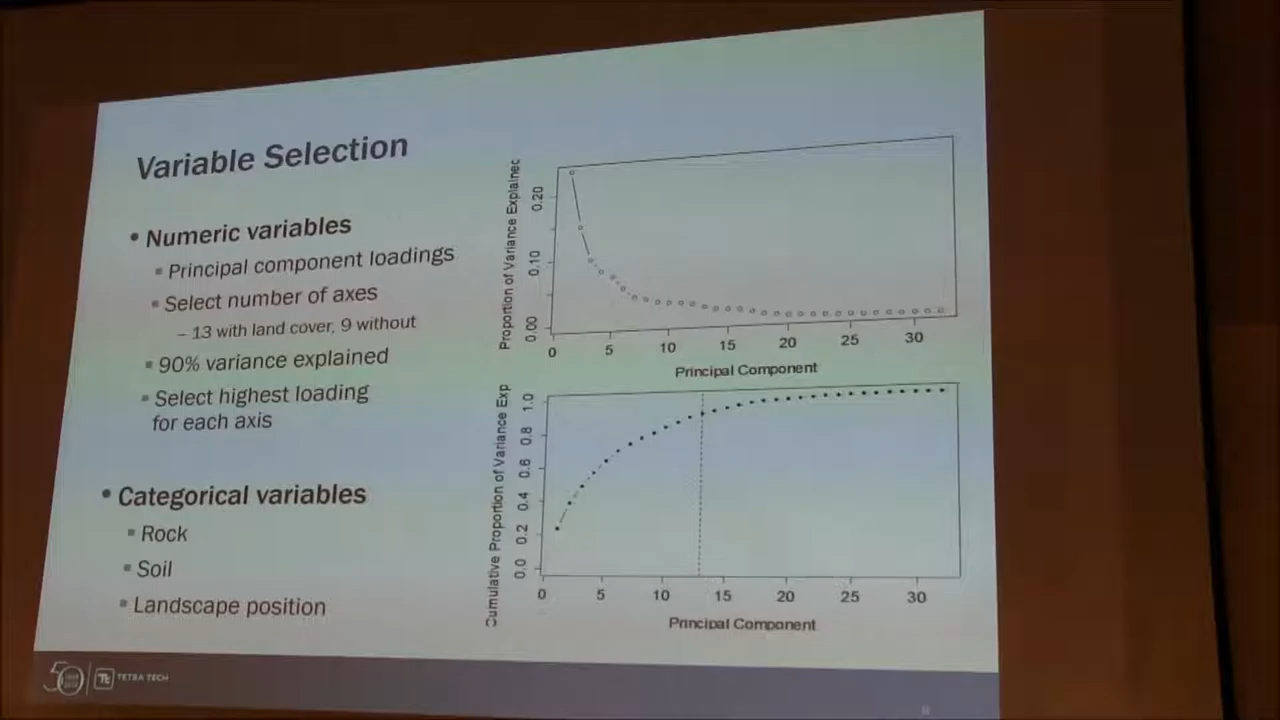 Variable Selection
• Numeric variables
▪ Principal component loadings
▪ Select number of axes
– 13 with land cover, 9 without
▪ 90% variance explained
▪ Select highest loading
for each axis
• Categorical variables
▪ Rock
▪ Soil
▪ Landscape position
Proportion of Variance Explained
0.00 0.10 0.20
0 5 10 15 20 25 30
Principal Component
Cumulative Proportion of Variance Exp
0.0 0.2 0.4 0.6 0.8 1.0
0 5 10 15 20 25 30
Principal Component
50
TETRA TECH